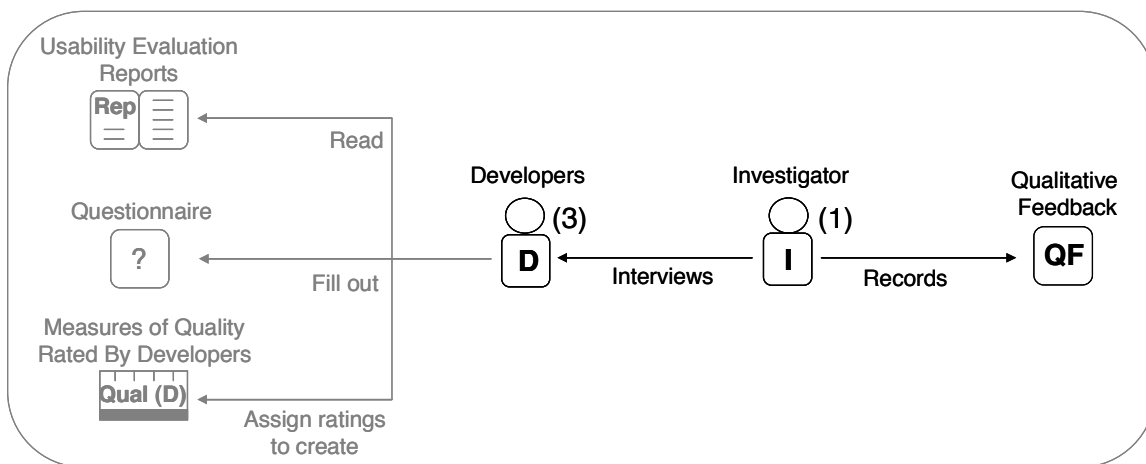 Usability Evaluation
Reports
Rep
Read
Questionnaire
?
Fill out
Measures of Quality
Rated By Developers
Qual (D)
Assign ratings
to create
Developers
(3)
D
Interviews
Investigator
(1)
I
Records
Qualitative
Feedback
QF